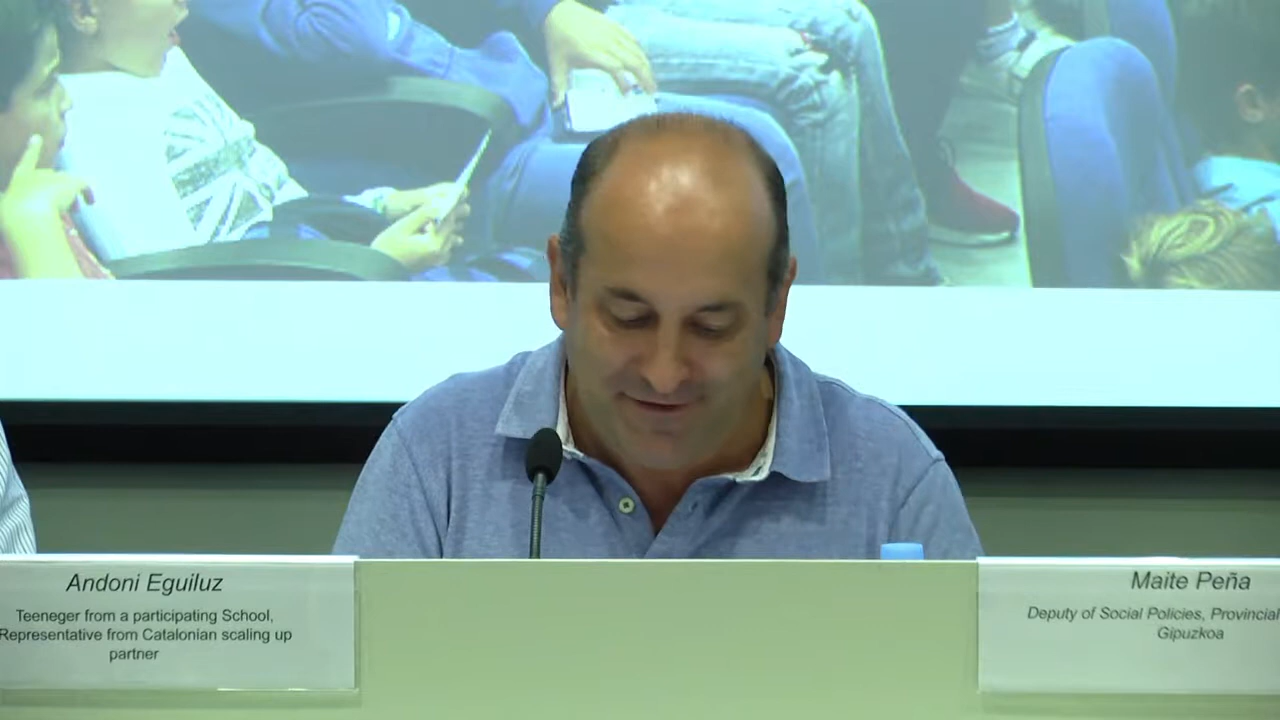 Andoni Eguiluz
Teeneger from a participating School,
Representative from Catalonian scaling up
partner
Maite Peña
Deputy of Social Policies, Provincial
Gipuzkoa